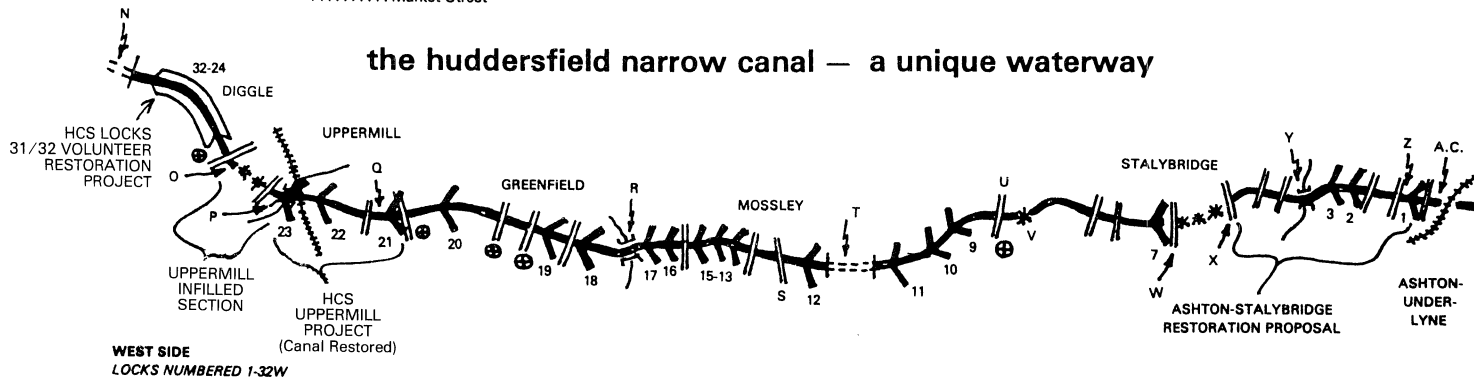 Market Street
the huddersfield narrow canal — a unique waterway
N
32-24
DIGGLE
HCS LOCKS
31/32 VOLUNTEER
RESTORATION
PROJECT
O
P
UPPERMILL
Q
23
22
21
20
UPPERMILL
INFILLED
SECTION
HCS
UPPERMILL
PROJECT
(Canal Restored)
GREENFiELD
R
19
18
17
16
15-13
MOSSLEY
S
12
T
11
10
9
U
V
STALYBRIDGE
7
W
X
Y
3
2
Z
1
A.C.
ASHTON-STALYBRIDGE
RESTORATION PROPOSAL
ASHTON-
UNDER-
LYNE
WEST SIDE
LOCKS NUMBERED 1-32W